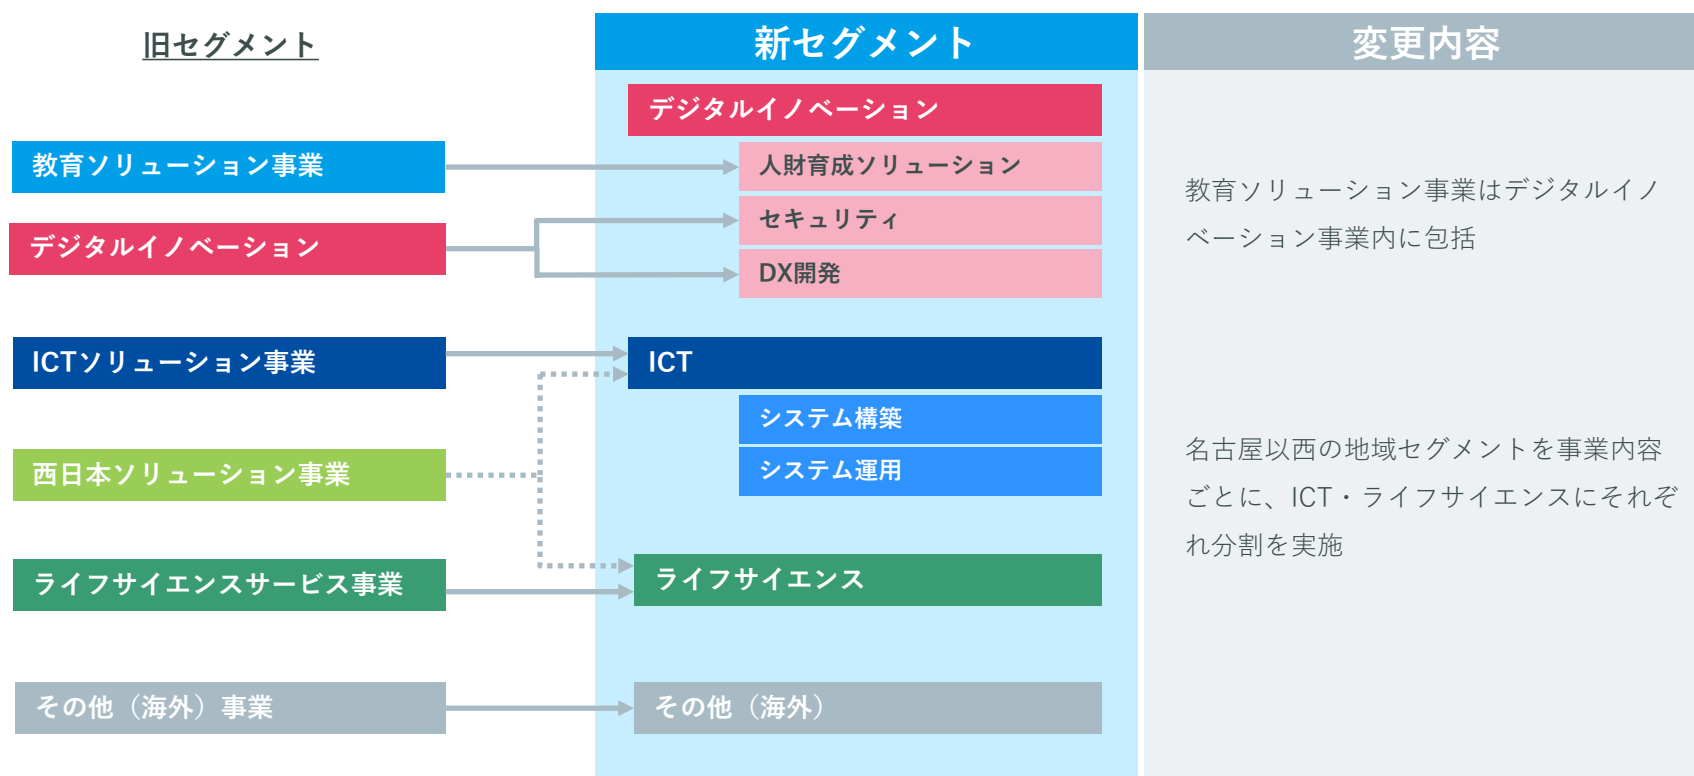 旧セグメント
新セグメント
変更内容
デジタルイノベーション
教育ソリューション事業
人財育成ソリューション
セキュリティ
デジタルイノベーション
DX開発
教育ソリューション事業はデジタルイノ
ベーション事業内に包括
ICTソリューション事業
ICT
システム構築
西日本ソリューション事業
システム運用
名古屋以西の地域セグメントを事業内容
ごとに、ICT・ライフサイエンスにそれぞ
れ分割を実施
ライフサイエンスサービス事業
ライフサイエンス
その他（海外）事業
その他（海外）